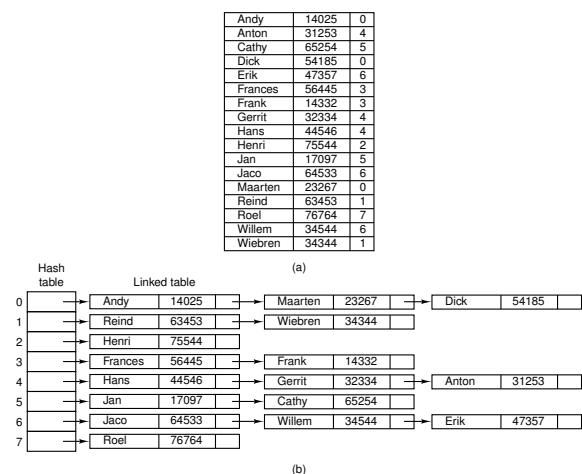 Andy 14025 0
Anton 31253 4
Cathy 65254 5
Dick 54185 0
Erik 47357 6
Frances 56445 3
Frank 14332 3
Gerrit 32334 4
Hans 44546 4
Henri 75544 2
Jan 17097 5
Jaco 64533 6
Maarten 23267 0
Reind 63453 1
Roel 76764 7
Willem 34544 6
Wiebren 34344 1
(a)
Hash
table Linked table
0 Andy 14025 Maarten 23267 Dick 54185
1 Reind 63453 Wiebren 34344
2 Henri 75544
3 Frances 56445 Frank 14332
4 Hans 44546 Gerrit 32334 Anton 31253
5 Jan 17097 Cathy 65254
6 Jaco 64533 Willem 34544 Erik 47357
7 Roel 76764
(b)